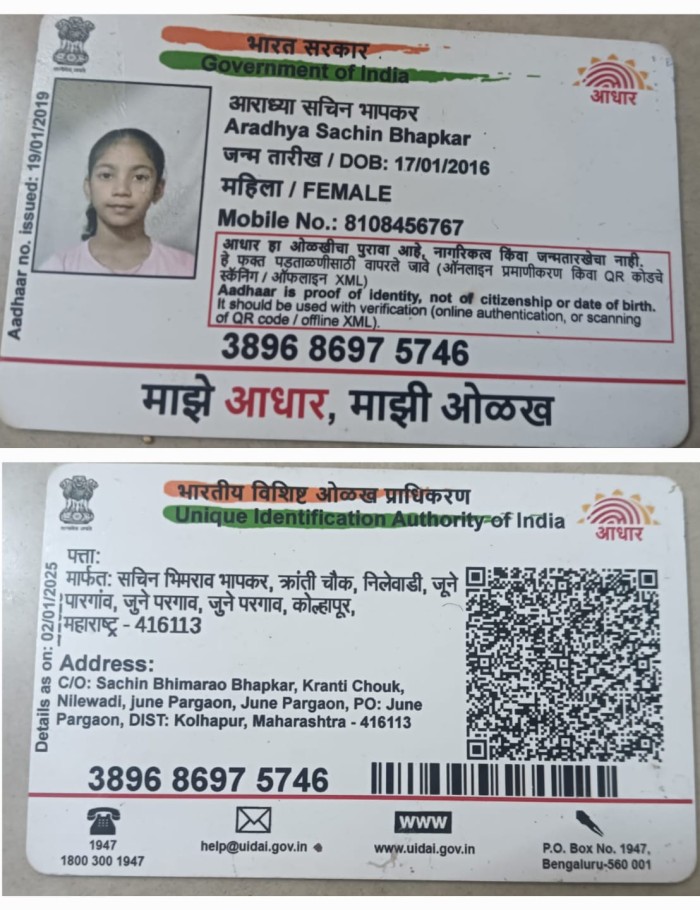 भारत सरकार
Government of India
आधार
Aadhaar no. issued: 19/01/2019
आराध्या सचिन भापकर
Aradhya Sachin Bhapkar
जन्म तारीख / DOB: 17/01/2016
महिला / FEMALE
Mobile No.: 8108456767
आधार हा ओळखीचा पुरावा आहे, नागरिकत्व किंवा जन्मतारखेचा नाही.
हे फक्त पडताळणीसाठी वापरले जावे (ऑनलाइन प्रमाणीकरण किंवा QR कोडचे
स्कॅनिंग / ऑफलाइन XML)
Aadhaar is proof of identity, not of citizenship or date of birth.
It should be used with verification (online authentication, or scanning
of QR code / offline XML).
3896 8697 5746
माझे आधार, माझी ओळख
भारतीय विशिष्ट ओळख प्राधिकरण
Unique Identification Authority of India
आधार
Details as on: 02/01/2025
पत्ता:
मार्फत: सचिन भिमराव भापकर, क्रांती चौक, निलेवाडी, जूने
पारगांव, जुने परगाव, जुने परगाव, कोल्हापूर,
महाराष्ट्र - 416113
Address:
C/O: Sachin Bhimarao Bhapkar, Kranti Chouk,
Nilewadi, june Pargaon, June Pargaon, PO: June
Pargaon, DIST: Kolhapur, Maharashtra - 416113
3896 8697 5746
1947
1800 300 1947
help@uidai.gov.in
www
www.uidai.gov.in
P.O. Box No. 1947,
Bengaluru-560 001